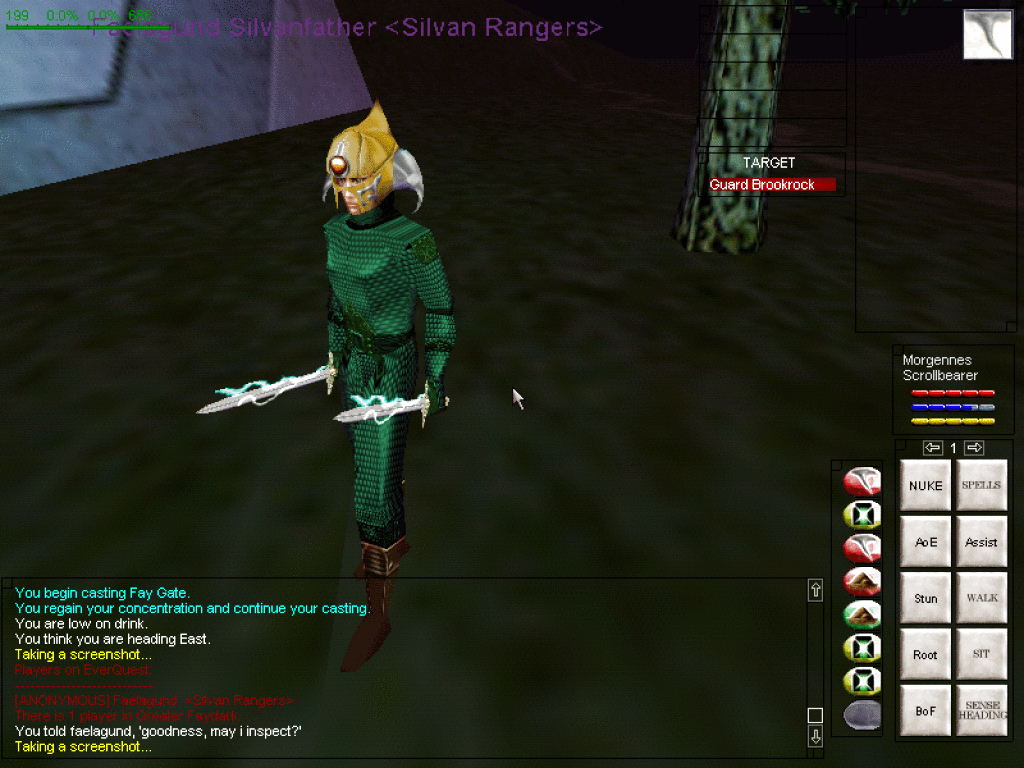 199 0.0% 0.0%
Faelagund Silvanfather <Silvan Rangers>
TARGET
Guard Brookrock
Morgennes
Scrollbearer
1
NUKE SPELLS
AoE Assist
Stun WALK
Root SIT
BoF SENSE HEADING
You begin casting Fay Gate.
You regain your concentration and continue your casting.
You are low on drink.
You think you are heading East.
Taking a screenshot...
Players on EverQuest:
---------------------------
[ANONYMOUS] Faelagund <Silvan Rangers>
There is 1 player in Greater Faydark.
You told faelagund, 'goodness, may i inspect?'
Taking a screenshot...